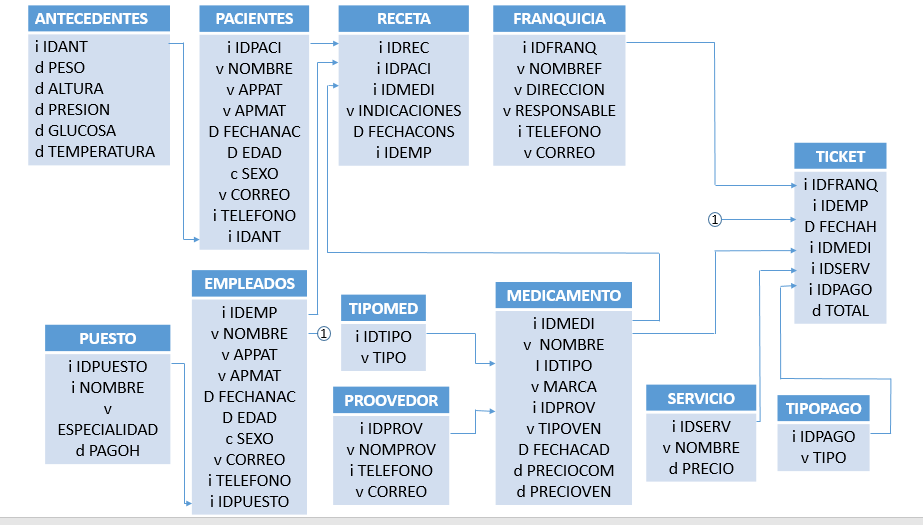 ANTECEDENTES
i IDANT
d PESO
d ALTURA
d PRESION
d GLUCOSA
d TEMPERATURA
PACIENTES
i IDPACI
v NOMBRE
v APPAT
v APMAT
D FECHANAC
D EDAD
c SEXO
v CORREO
i TELEFONO
i IDANT
RECETA
i IDREC
i IDPACI
i IDMEDI
v INDICACIONES
D FECHACONS
i IDEMP
FRANQUICIA
i IDFRANQ
v NOMBREF
v DIRECCION
v RESPONSABLE
i TELEFONO
v CORREO
TICKET
i IDFRANQ
i IDEMP
D FECHAH
i IDMEDI
i IDSERV
i IDPAGO
d TOTAL
①
EMPLEADOS
i IDEMP
v NOMBRE
v APPAT
v APMAT
D FECHANAC
D EDAD
c SEXO
v CORREO
i TELEFONO
i IDPUESTO
①
PUESTO
i IDPUESTO
i NOMBRE
v
ESPECIALIDAD
d PAGOH
TIPOMED
i IDTIPO
v TIPO
PROOVEDOR
i IDPROV
v NOMPROV
i TELEFONO
v CORREO
MEDICAMENTO
i IDMEDI
v NOMBRE
I IDTIPO
v MARCA
i IDPROV
v TIPOVEN
D FECHACAD
d PRECIOCOM
d PRECIOVEN
SERVICIO
i IDSERV
v NOMBRE
d PRECIO
TIPOPAGO
i IDPAGO
v TIPO